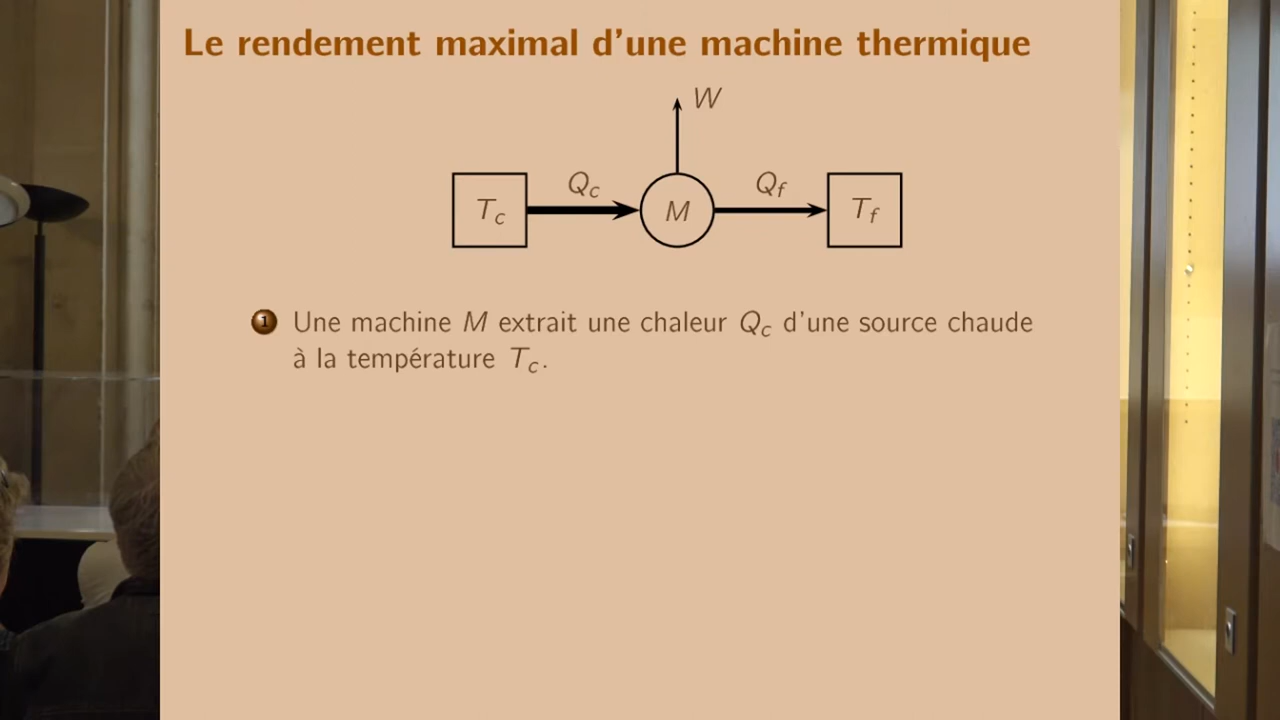 Le rendement maximal d'une machine thermique
W
Q_c
Q_f
T_c
M
T_f
1 Une machine M extrait une chaleur Q_c d'une source chaude
à la température T_c.